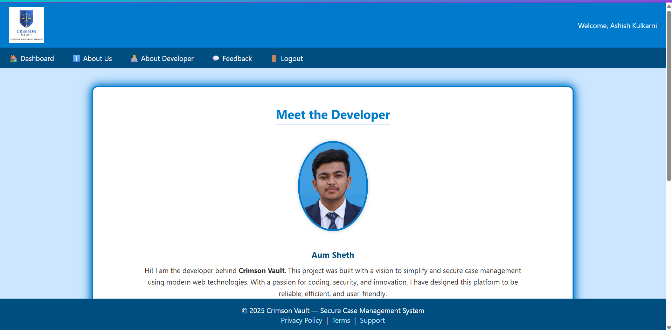 CRIMSON
VAULT
Welcome, Ashish Kulkarni
Dashboard
About Us
About Developer
Feedback
Logout
Meet the Developer
Aum Sheth
Hi! I am the developer behind Crimson Vault. This project was built with a vision to simplify and secure case management
using modern web technologies. With a passion for coding, security, and innovation, I have designed this platform to be
reliable, efficient, and user-friendly.
© 2025 Crimson Vault — Secure Case Management System
Privacy Policy | Terms | Support